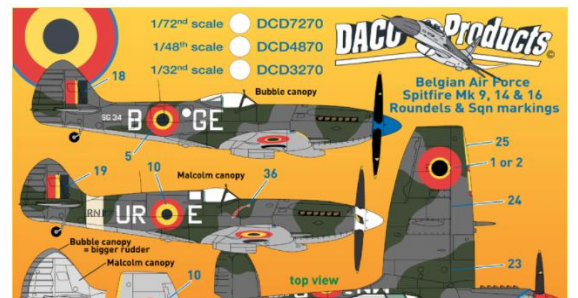 1/72nd scale DCD7270
1/48th scale DCD4870
1/32nd scale DCD3270
DACO Products ©
Belgian Air Force
Spitfire Mk 9, 14 & 16
Roundels & Sqn markings
18
Bubble canopy
SG 34 B GE
5
25
1 or 2
19
10
Malcolm canopy
36
RN UR E
24
Bubble canopy
= bigger rudder
Malcolm canopy
10
23
top view